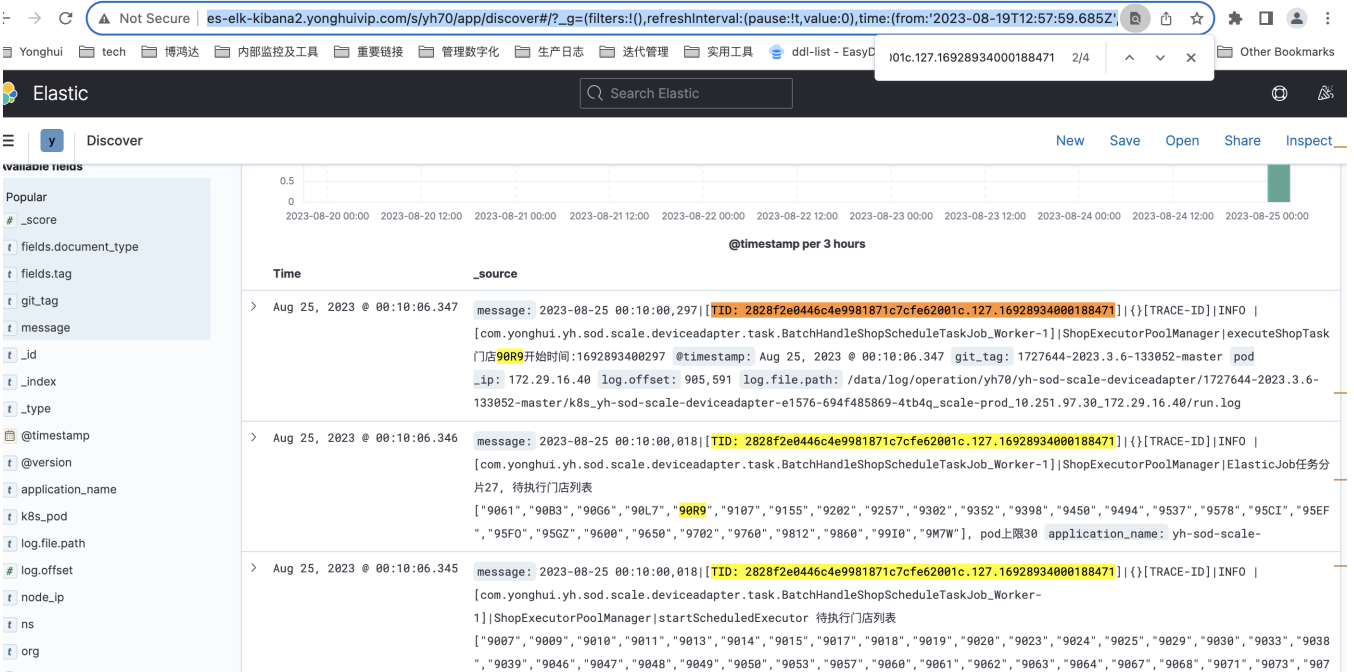 Not Secure
es-elk-kibana2.yonghuivip.com/s/yh70/app/discover#/?_g=(filters:!(),refreshInterval:(pause:!t,value:0),time:(from:'2023-08-19T12:57:59.685Z',
Yonghui tech 博鸿达 内部监控及工具 重要链接 管理数字化 生产日志 迭代管理 实用工具 ddl-list - EasyD
01c.127.16928934000188471 2/4
Other Bookmarks
Elastic
Search Elastic
y
Discover
New Save Open Share Inspect
Available fields
Popular
# _score
t fields.document_type
t fields.tag
t git_tag
t message
t _id
t _index
t _type
@timestamp
t @version
t application_name
t k8s_pod
t log.file.path
# log.offset
t node_ip
t ns
t org
0.5
0
2023-08-20 00:00 2023-08-20 12:00 2023-08-21 00:00 2023-08-21 12:00 2023-08-22 00:00 2023-08-22 12:00 2023-08-23 00:00 2023-08-23 12:00 2023-08-24 00:00 2023-08-24 12:00 2023-08-25 00:00
@timestamp per 3 hours
Time _source
Aug 25, 2023 @ 00:10:06.347
message: 2023-08-25 00:10:00,297|[TID: 2828f2e0446c4e9981871c7cfe62001c.127.16928934000188471]|{}[TRACE-ID]|INFO |
[com.yonghui.yh.sod.scale.deviceadapter.task.BatchHandleShopScheduleTaskJob_Worker-1]|ShopExecutorPoolManager|executeShopTask
门店90R9开始时间:1692893400297 @timestamp: Aug 25, 2023 @ 00:10:06.347 git_tag: 1727644-2023.3.6-133052-master pod
_ip: 172.29.16.40 log.offset: 905,591 log.file.path: /data/log/operation/yh70/yh-sod-scale-deviceadapter/1727644-2023.3.6-
133052-master/k8s_yh-sod-scale-deviceadapter-e1576-694f485869-4tb4q_scale-prod_10.251.97.30_172.29.16.40/run.log
Aug 25, 2023 @ 00:10:06.346
message: 2023-08-25 00:10:00,018|[TID: 2828f2e0446c4e9981871c7cfe62001c.127.16928934000188471]|{}[TRACE-ID]|INFO |
[com.yonghui.yh.sod.scale.deviceadapter.task.BatchHandleShopScheduleTaskJob_Worker-1]|ShopExecutorPoolManager|ElasticJob任务分
片27, 待执行门店列表
["9061","90B3","90G6","90L7","90R9","9107","9155","9202","9257","9302","9352","9398","9450","9494","9537","9578","95CI","95EF
","95FO","95GZ","9600","9650","9702","9760","9812","9860","99I0","9M7W"], pod上限30 application_name: yh-sod-scale-
Aug 25, 2023 @ 00:10:06.345
message: 2023-08-25 00:10:00,018|[TID: 2828f2e0446c4e9981871c7cfe62001c.127.16928934000188471]|{}[TRACE-ID]|INFO |
[com.yonghui.yh.sod.scale.deviceadapter.task.BatchHandleShopScheduleTaskJob_Worker-
1]|ShopExecutorPoolManager|startScheduledExecutor 待执行门店列表
["9007","9009","9010","9011","9013","9014","9015","9017","9018","9019","9020","9023","9024","9025","9029","9030","9033","9038
","9039","9046","9047","9048","9049","9050","9053","9057","9060","9061","9062","9063","9064","9067","9068","9071","9073","907